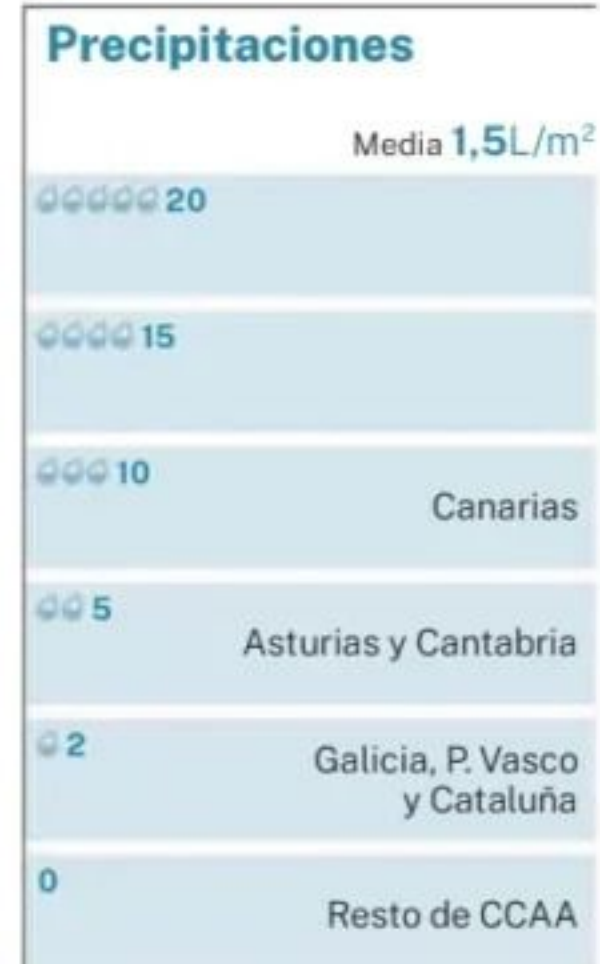 Precipitaciones
Media 1,5L/m²
20
15
10
Canarias
5
Asturias y Cantabria
2
Galicia, P. Vasco
y Cataluña
0
Resto de CCAA